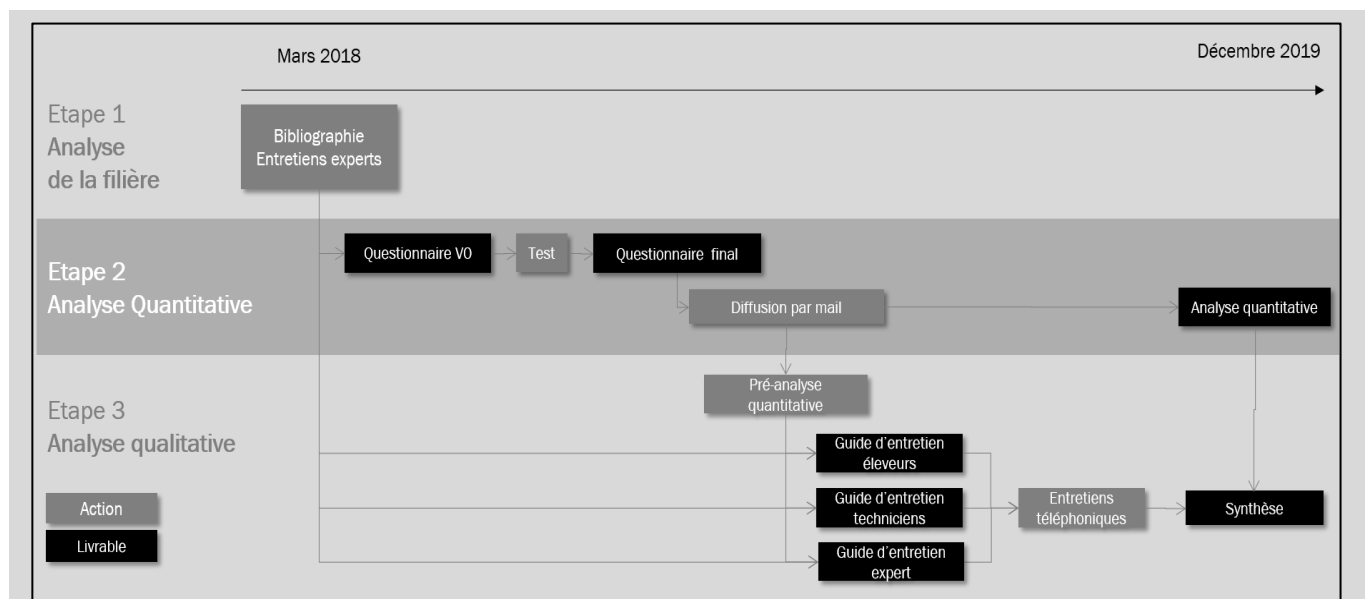 Mars 2018
Décembre 2019
Etape 1
Analyse
de la filière
Bibliographie
Entretiens experts
Etape 2
Analyse Quantitative
Questionnaire V0
Test
Questionnaire final
Diffusion par mail
Analyse quantitative
Etape 3
Analyse qualitative
Pré-analyse
quantitative
Guide d'entretien
éleveurs
Guide d'entretien
techniciens
Guide d'entretien
expert
Entretiens
téléphoniques
Synthèse
Action
Livrable